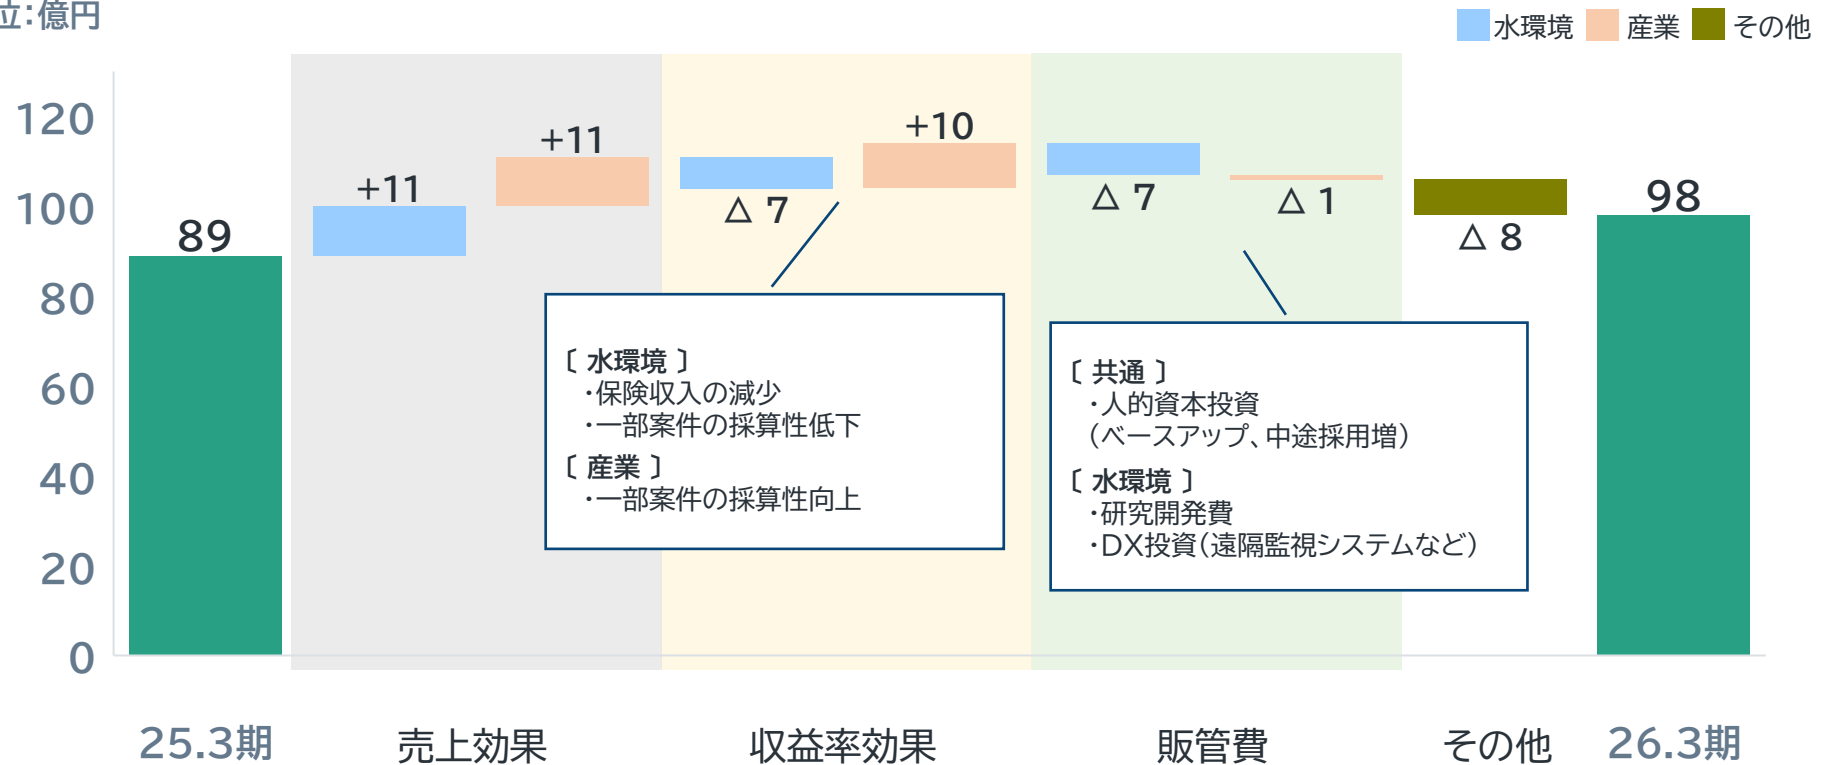 位:億円
水環境 産業 その他
120
100
80
60
40
20
0
89
+11
+11
△ 7
+10
△ 7
△ 1
△ 8
98
〔 水環境 〕
・保険収入の減少
・一部案件の採算性低下
〔 産業 〕
・一部案件の採算性向上
〔 共通 〕
・人的資本投資
（ベースアップ、中途採用増）
〔 水環境 〕
・研究開発費
・DX投資（遠隔監視システムなど）
25.3期 売上効果 収益率効果 販管費 その他 26.3期